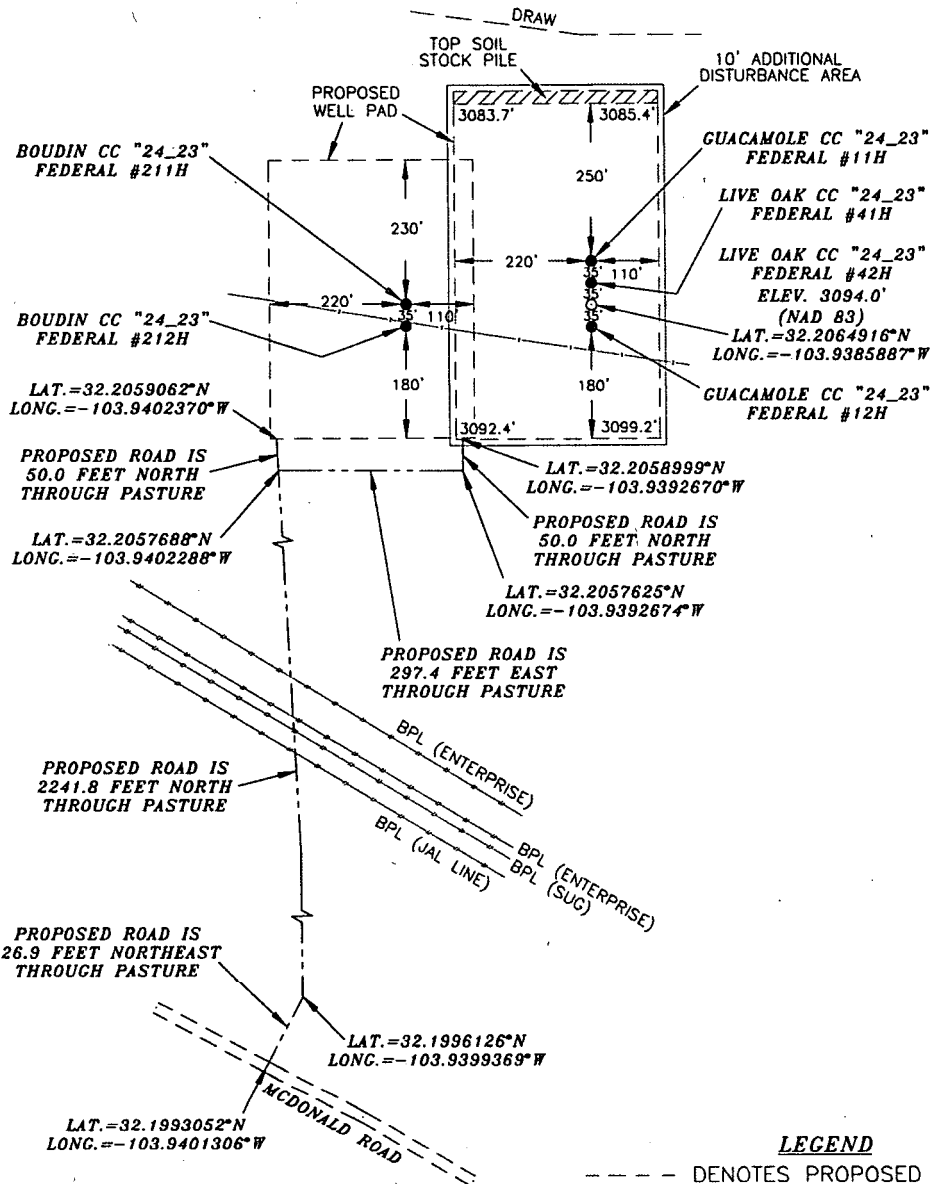 DRAW
TOP SOIL
STOCK PILE
10' ADDITIONAL
DISTURBANCE AREA
PROPOSED
WELL PAD
3083.7'
3085.4'
BOUDIN CC "24_23"
FEDERAL #211H
GUACAMOLE CC "24_23"
FEDERAL #11H
230'
250'
LIVE OAK CC "24_23"
FEDERAL #41H
220'
35'
110'
LIVE OAK CC "24_23"
FEDERAL #42H
ELEV. 3094.0'
(NAD 83)
LAT.=32.2064916°N
LONG.=-103.9385887°W
35'
35'
220'
35'
110'
BOUDIN CC "24_23"
FEDERAL #212H
180'
180'
GUACAMOLE CC "24_23"
FEDERAL #12H
LAT.=32.2059062°N
LONG.=-103.9402370°W
3092.4'
3099.2'
PROPOSED ROAD IS
50.0 FEET NORTH
THROUGH PASTURE
LAT.=32.2058999°N
LONG.=-103.9392670°W
PROPOSED ROAD IS
50.0 FEET NORTH
THROUGH PASTURE
LAT.=32.2057688°N
LONG.=-103.9402288°W
LAT.=32.2057625°N
LONG.=-103.9392674°W
PROPOSED ROAD IS
297.4 FEET EAST
THROUGH PASTURE
BPL (ENTERPRISE)
PROPOSED ROAD IS
2241.8 FEET NORTH
THROUGH PASTURE
BPL (JAL LINE)
BPL (ENTERPRISE)
BPL (SUG)
PROPOSED ROAD IS
26.9 FEET NORTHEAST
THROUGH PASTURE
LAT.=32.1996126°N
LONG.=-103.9399369°W
MCDONALD ROAD
LAT.=32.1993052°N
LONG.=-103.9401306°W
LEGEND
DENOTES PROPOSED